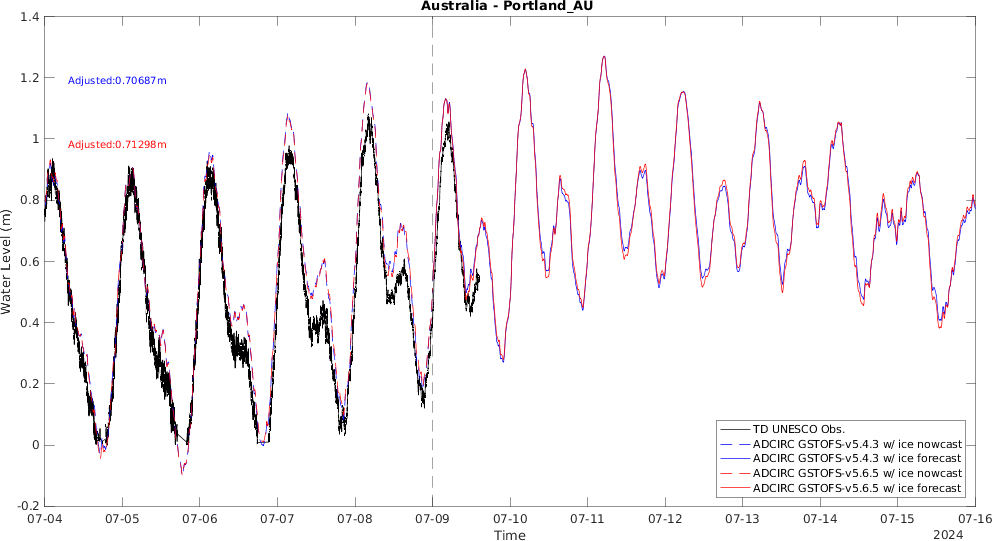 Australia - Portland_AU
1.4
1.2
1
0.8
0.6
0.4
0.2
0
-0.2
Water Level (m)
Adjusted:0.70687m
Adjusted:0.71298m
TD UNESCO Obs.
ADCIRC GSTOFS-v5.4.3 w/ ice nowcast
ADCIRC GSTOFS-v5.4.3 w/ ice forecast
ADCIRC GSTOFS-v5.6.5 w/ ice nowcast
ADCIRC GSTOFS-v5.6.5 w/ ice forecast
07-04 07-05 07-06 07-07 07-08 07-09 07-10 07-11 07-12 07-13 07-14 07-15 07-16
Time
2024